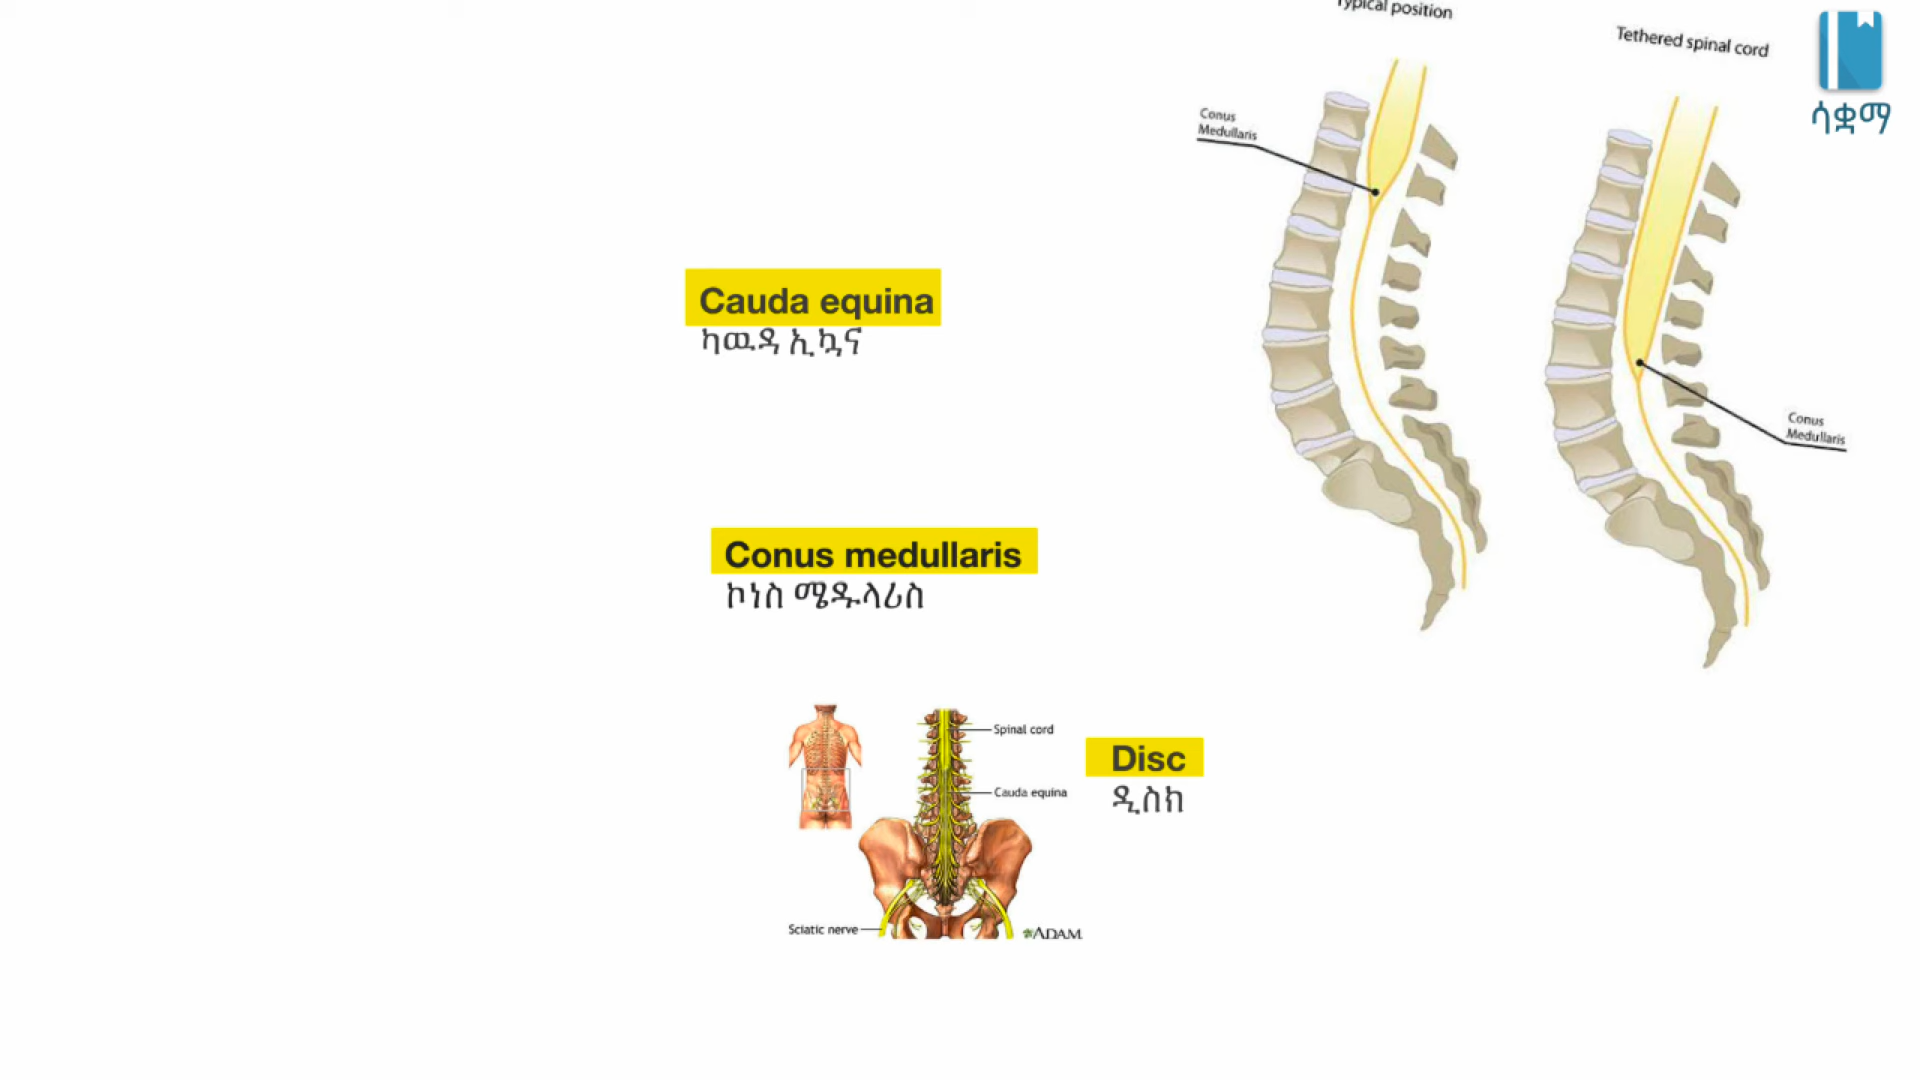 Typical position
Tethered spinal cord
ሳቋማ
Conus
Medullaris
Cauda equina
ካዉዳ ኢኳና
Conus
Medullaris
Conus medullaris
ኮነስ ሜዱላሪስ
Spinal cord
Disc
ዲስክ
Cauda equina
Sciatic nerve
ADAM